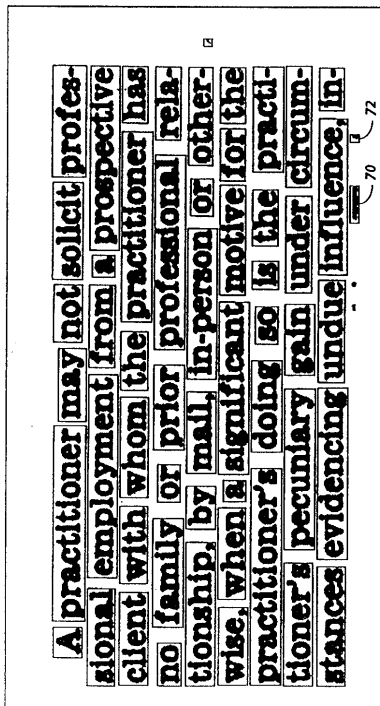 A practitioner may not solicit profes-
sional employment from a prospective
client with whom the practitioner has
no family or prior professional rela-
tionship, by mail, in-person or other-
wise, when a significant motive for the
practitioner's doing so is the practi-
tioner's pecuniary gain under circum-
stances evidencing undue influence, in-
70
72